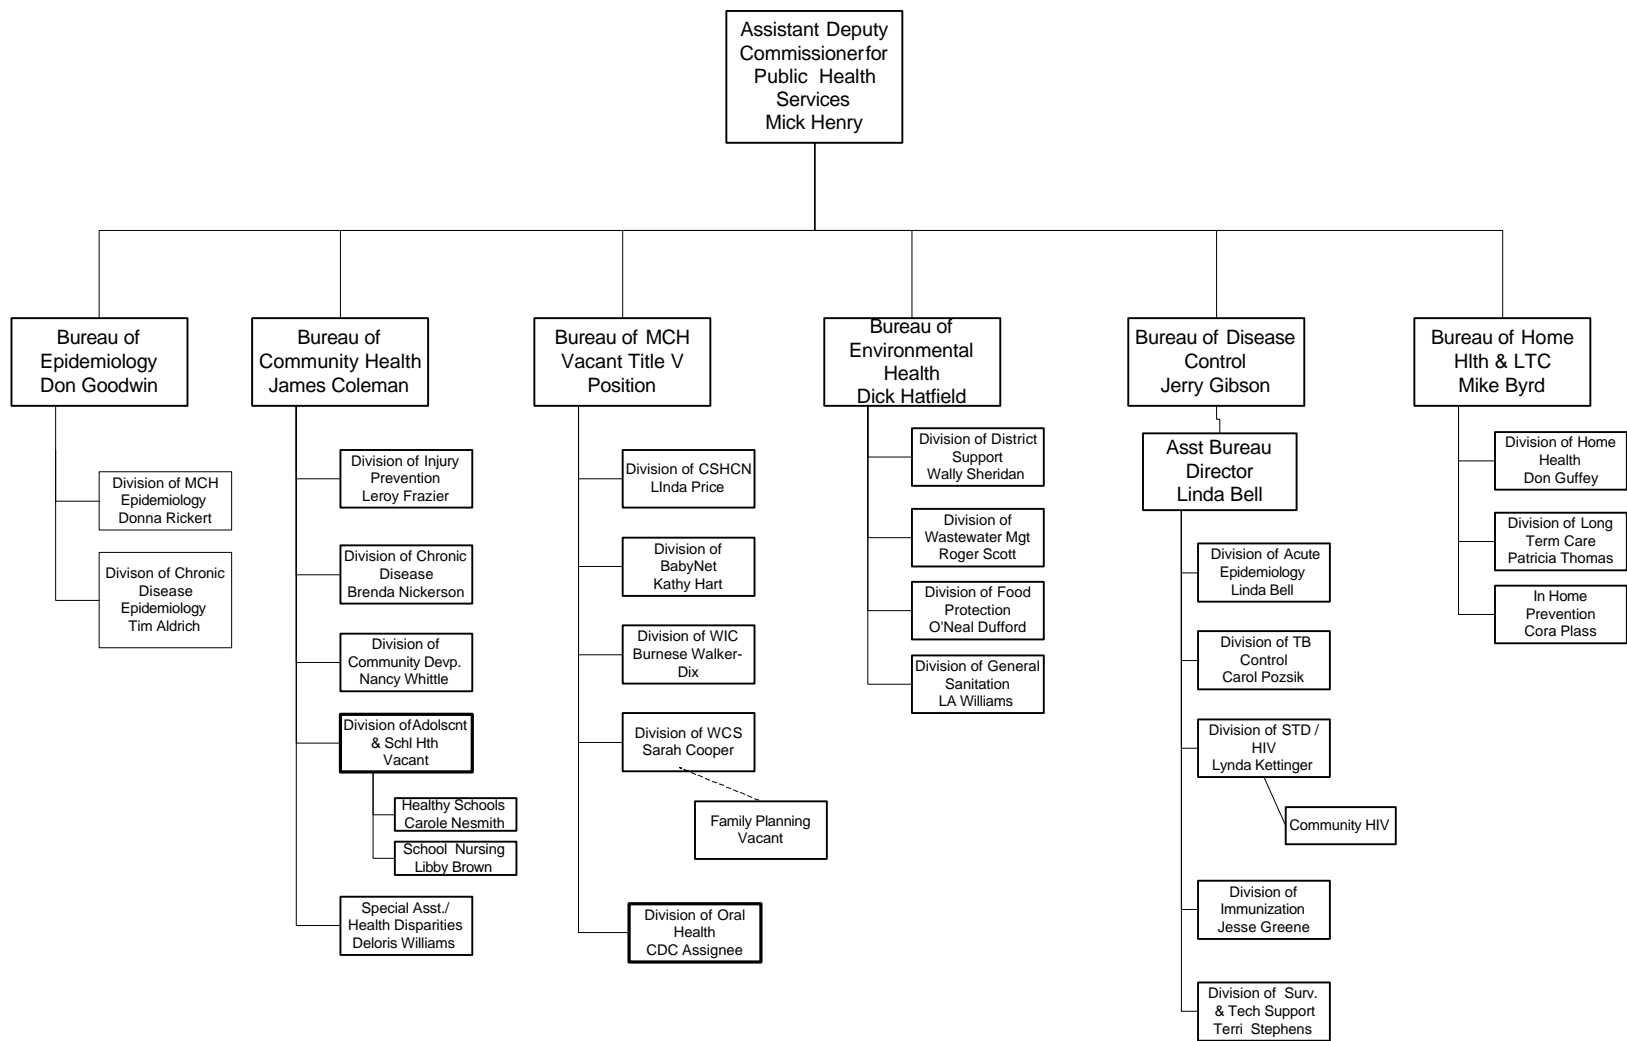 Assistant Deputy
Commissionerfor
Public Health
Services
Mick Henry
Bureau of
Epidemiology
Don Goodwin
Division of MCH
Epidemiology
Donna Rickert
Divison of Chronic
Disease
Epidemiology
Tim Aldrich
Bureau of
Community Health
James Coleman
Division of Injury
Prevention
Leroy Frazier
Division of Chronic
Disease
Brenda Nickerson
Division of
Community Devp.
Nancy Whittle
Division ofAdolscnt
& Schl Hth
Vacant
Healthy Schools
Carole Nesmith
School Nursing
Libby Brown
Special Asst./
Health Disparities
Deloris Williams
Bureau of MCH
Vacant Title V
Position
Division of CSHCN
LInda Price
Division of
BabyNet
Kathy Hart
Division of WIC
Burnese Walker-
Dix
Division of WCS
Sarah Cooper
Family Planning
Vacant
Division of Oral
Health
CDC Assignee
Bureau of
Environmental
Health
Dick Hatfield
Division of District
Support
Wally Sheridan
Division of
Wastewater Mgt
Roger Scott
Division of Food
Protection
O'Neal Dufford
Division of General
Sanitation
LA Williams
Bureau of Disease
Control
Jerry Gibson
Asst Bureau
Director
Linda Bell
Division of Acute
Epidemiology
Linda Bell
Division of TB
Control
Carol Pozsik
Division of STD /
HIV
Lynda Kettinger
Community HIV
Division of
Immunization
Jesse Greene
Division of Surv.
& Tech Support
Terri Stephens
Bureau of Home
Hlth & LTC
Mike Byrd
Division of Home
Health
Don Guffey
Division of Long
Term Care
Patricia Thomas
In Home
Prevention
Cora Plass